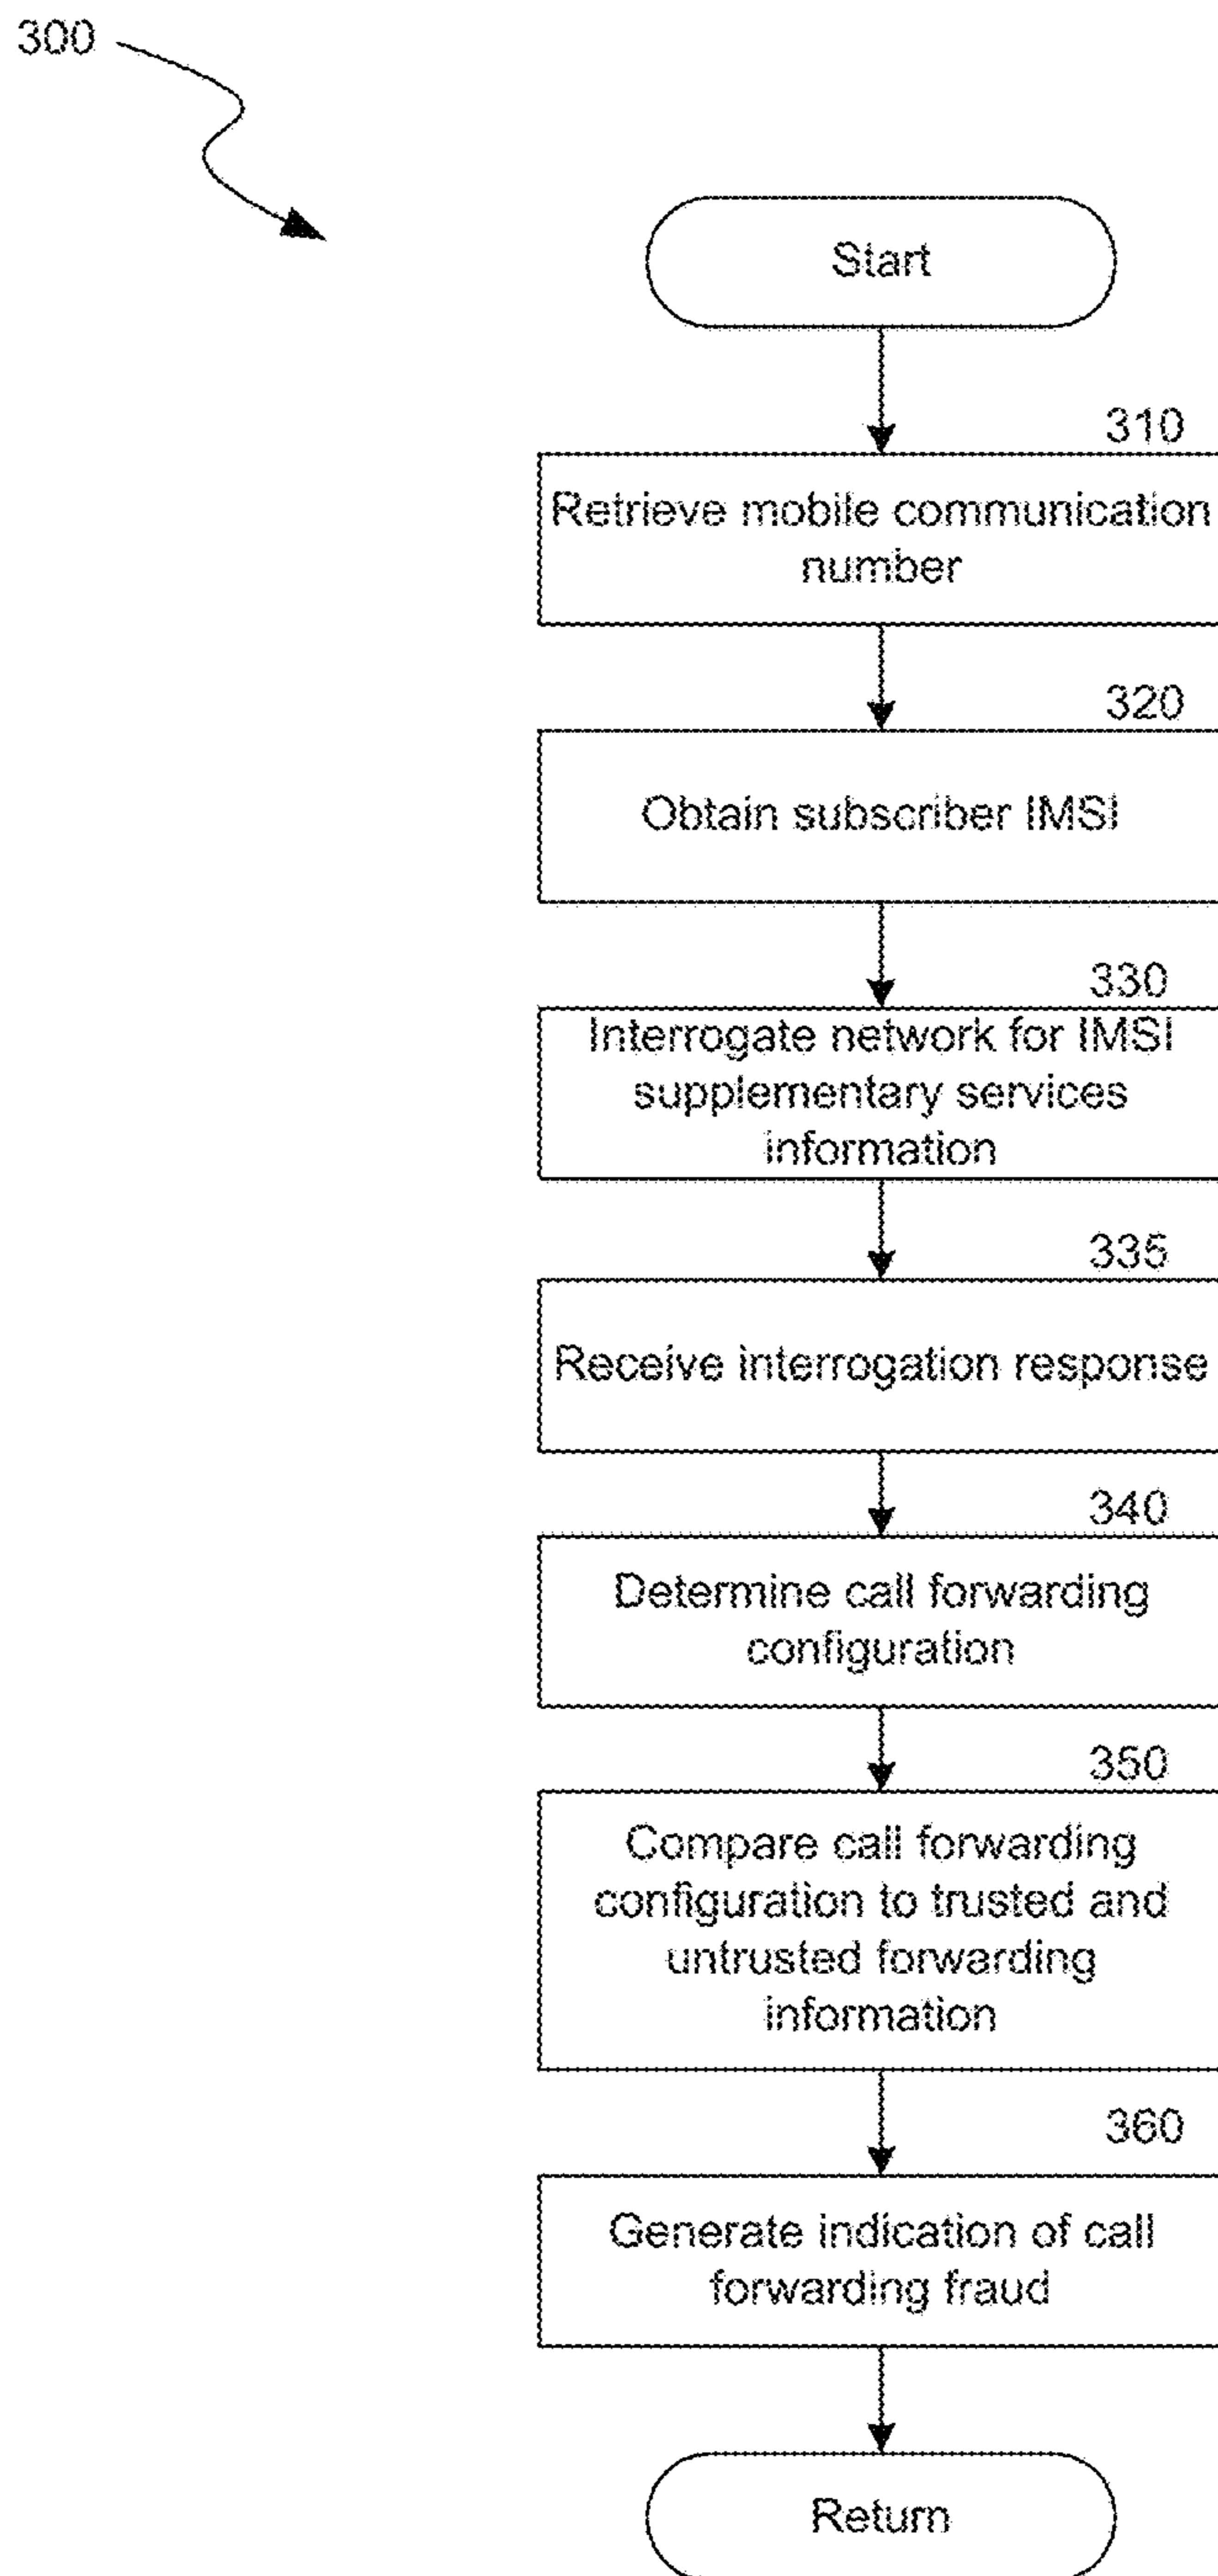 300
Start
310
Retrieve mobile communication
number
320
Obtain subscriber IMSI
330
Interrogate network for IMSI
supplementary services
information
335
Receive interrogation response
340
Determine call forwarding
configuration
350
Compare call forwarding
configuration to trusted and
untrusted forwarding
information
360
Generate indication of call
forwarding fraud
Return